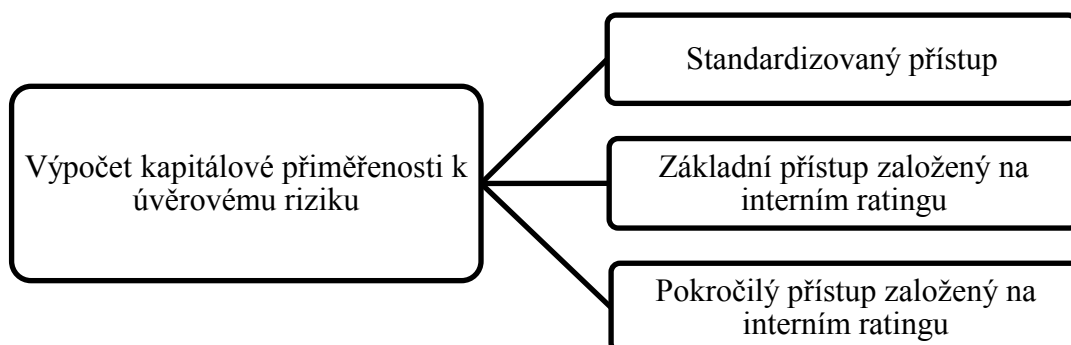 Standardizovaný přístup
Výpočet kapitálové přiměřenosti k
úvěrovému riziku
Základní přístup založený na
interním ratingu
Pokročilý přístup založený na
interním ratingu